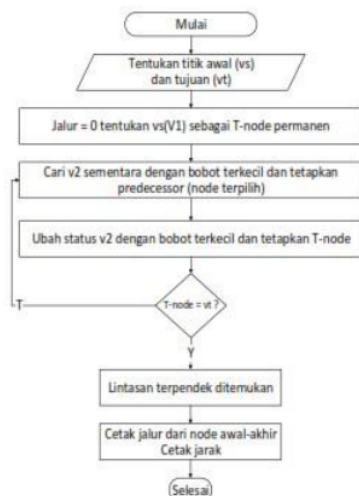 Mulai
Tentukan titik awal (vs)
dan tujuan (vt)
Jalur = 0 tentukan vs(V1) sebagai T-node permanen
Cari v2 sementara dengan bobot terkecil dan tetapkan
predecessor (node terpilih)
Ubah status v2 dengan bobot terkecil dan tetapkan T-node
T-node = vt ?
T
Y
Lintasan terpendek ditemukan
Cetak jalur dari node awal-akhir
Cetak jarak
Selesai